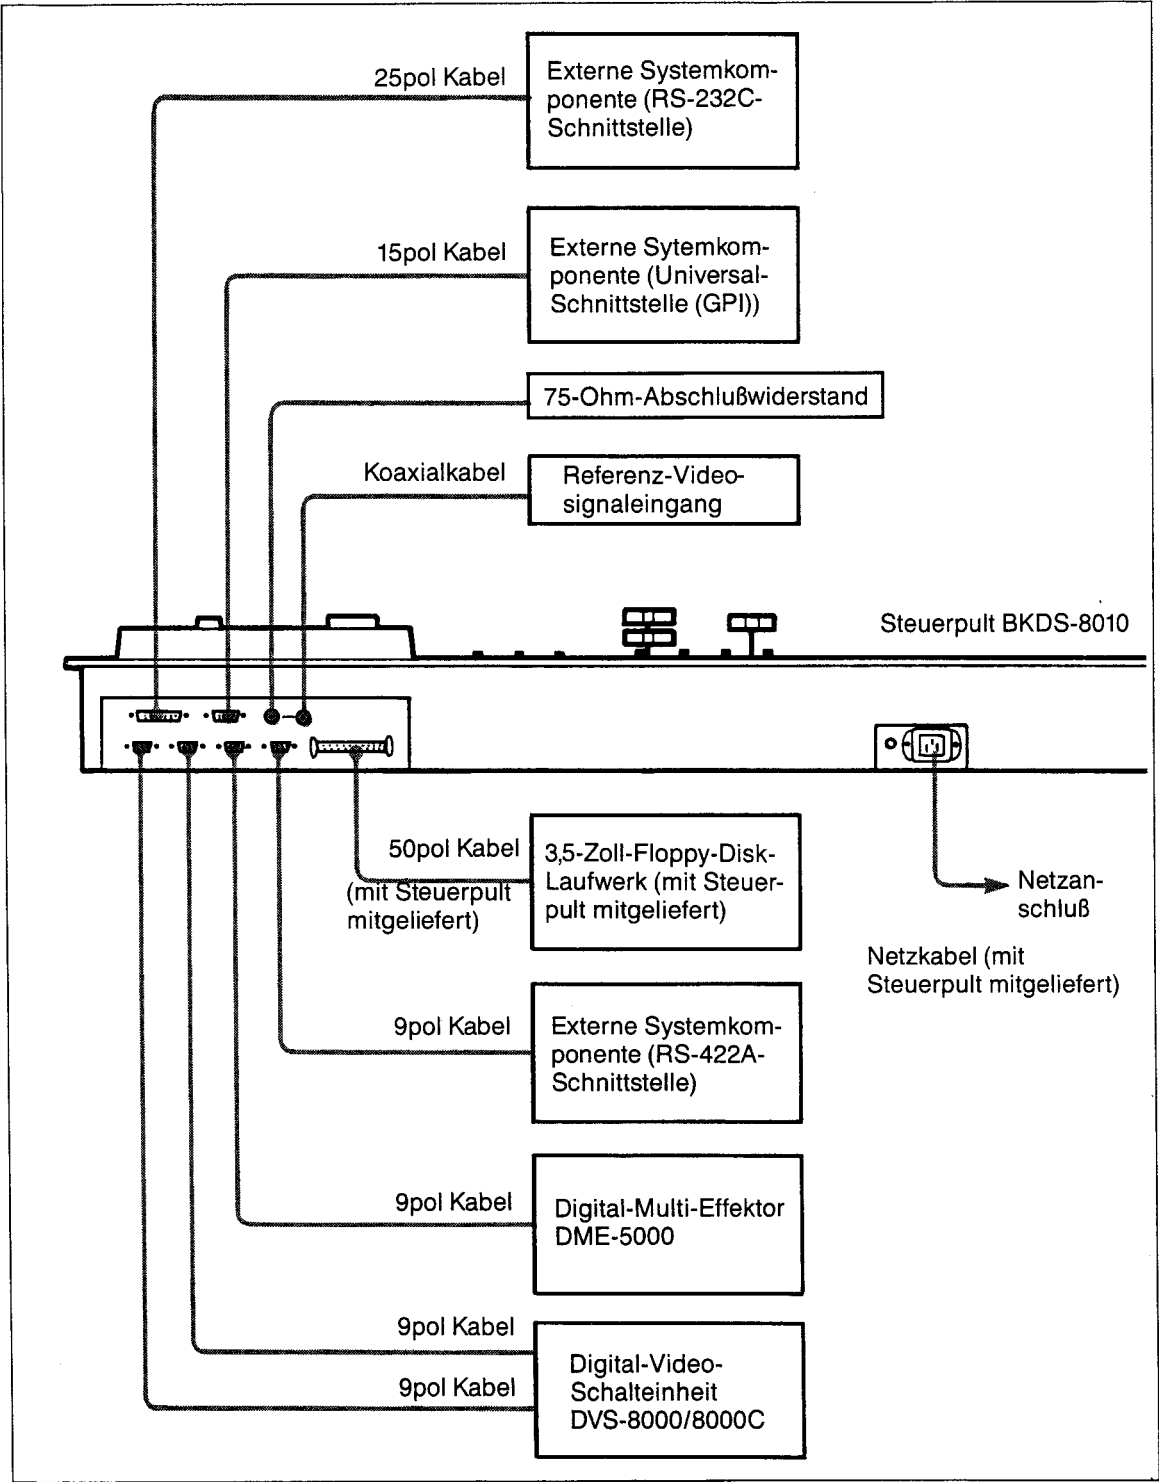 25pol Kabel
Externe Systemkom-
ponente (RS-232C-
Schnittstelle)
15pol Kabel
Externe Sytemkom-
ponente (Universal-
Schnittstelle (GPI))
75-Ohm-Abschlußwiderstand
Koaxialkabel
Referenz-Video-
signaleingang
Steuerpult BKDS-8010
50pol Kabel
(mit Steuerpult
mitgeliefert)
3,5-Zoll-Floppy-Disk-
Laufwerk (mit Steuer-
pult mitgeliefert)
Netzan-
schluß
Netzkabel (mit
Steuerpult mitgeliefert)
9pol Kabel
Externe Systemkom-
ponente (RS-422A-
Schnittstelle)
9pol Kabel
Digital-Multi-Effektor
DME-5000
9pol Kabel
9pol Kabel
Digital-Video-
Schalteinheit
DVS-8000/8000C